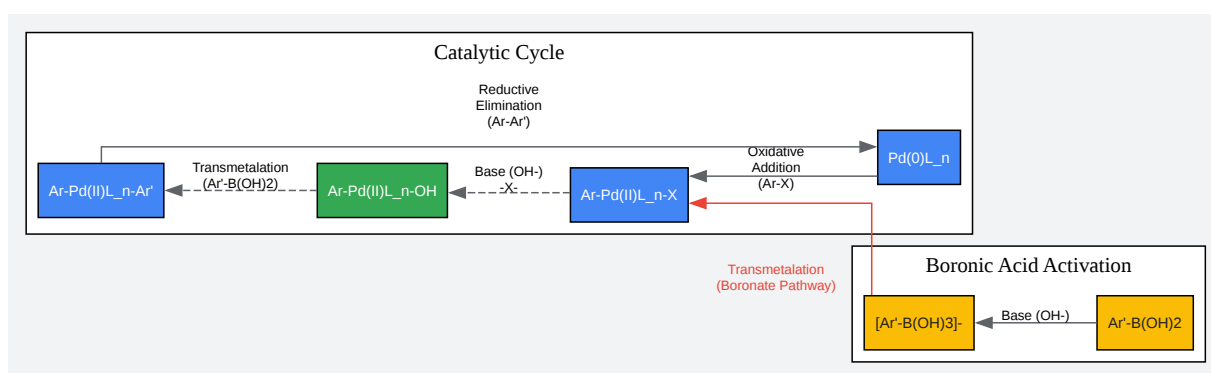 Catalytic Cycle
Reductive
Elimination
(Ar-Ar')
Pd(0)L_n
Oxidative
Addition
(Ar-X)
Transmetalation
(Ar'-B(OH)2)
Base (OH-)
-X-
Ar-Pd(II)L_n-Ar'
Ar-Pd(II)L_n-OH
Ar-Pd(II)L_n-X
Transmetalation
(Boronate Pathway)
Boronic Acid Activation
[Ar'-B(OH)3]-
Base (OH-)
Ar'-B(OH)2